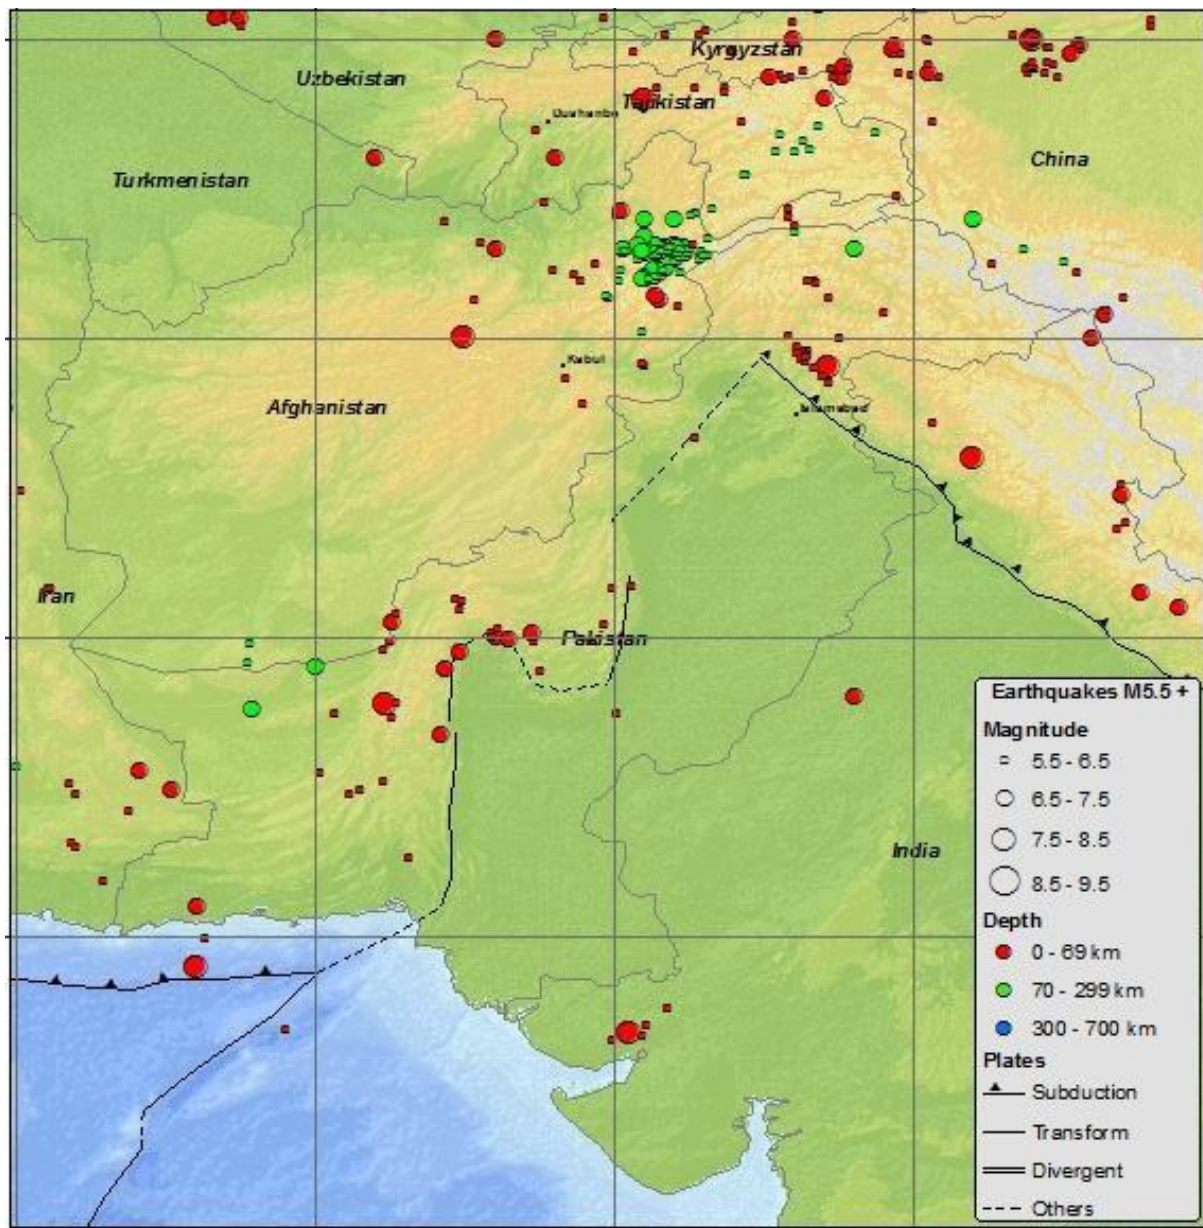 Kyrgyzstan
Uzbekistan
Tajikistan
Dushanbe
China
Turkmenistan
Kabul
Afghanistan
Islamabad
Iran
Pakistan
India
Earthquakes M5.5 +
Magnitude
5.5 - 6.5
6.5 - 7.5
7.5 - 8.5
8.5 - 9.5
Depth
0 - 69 km
70 - 299 km
300 - 700 km
Plates
Subduction
Transform
Divergent
Others